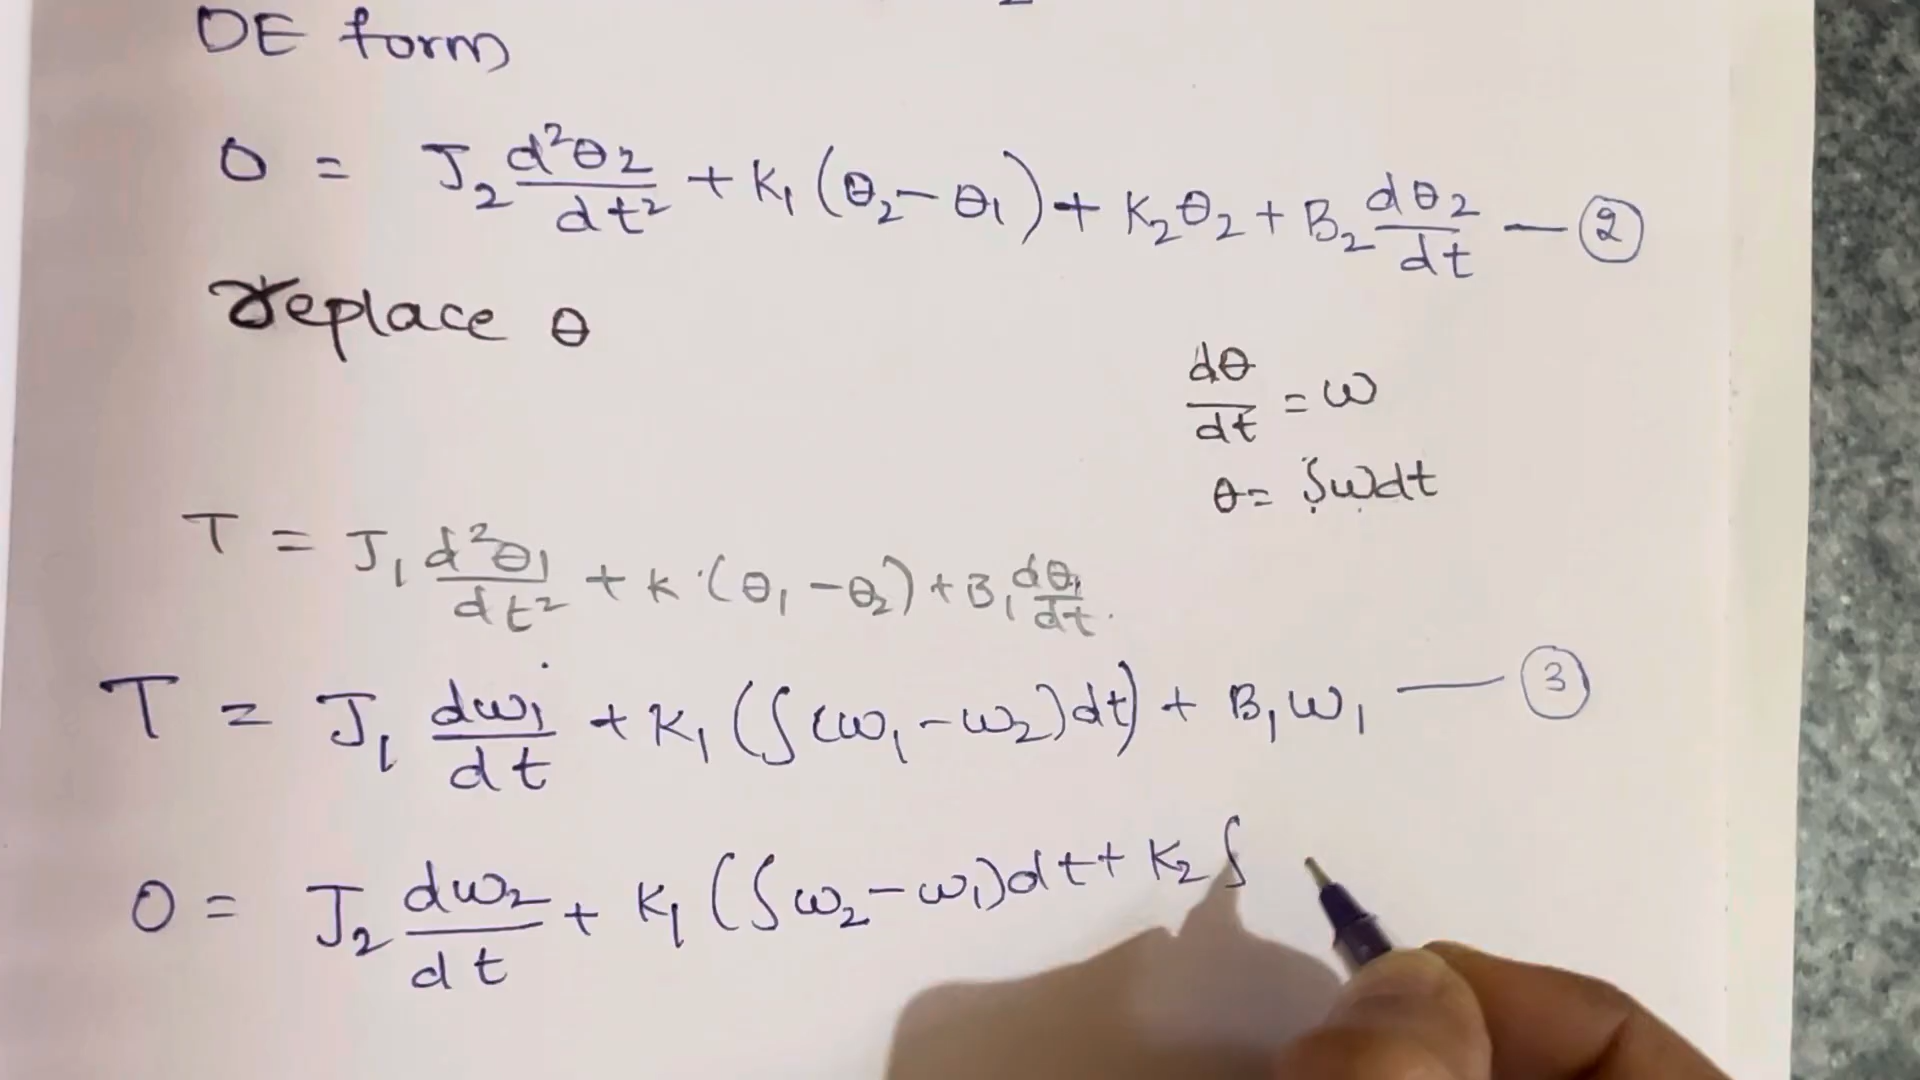 DE form
0 = J₂ d²θ₂/dt² + K₁ (θ₂ - θ₁) + K₂θ₂ + B₂ dθ₂/dt — ②
replace θ
dθ/dt = ω
θ = ∫ωdt
T = J₁ d²θ₁/dt² + K (θ₁ - θ₂) + B₁ dθ₁/dt
T = J₁ dω₁/dt + K₁ (∫(ω₁ - ω₂)dt) + B₁ω₁ — ③
0 = J₂ dω₂/dt + K₁ (∫ω₂ - ω₁)dt + K₂ ∫